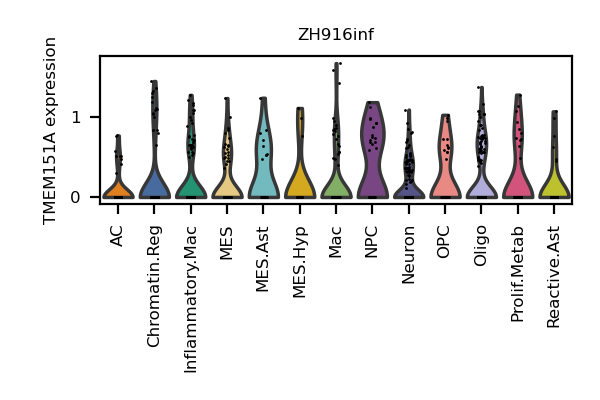 ZH916inf
TMEM151A expression
1
0
AC
Chromatin.Reg
Inflammatory.Mac
MES
MES.Ast
MES.Hyp
Mac
NPC
Neuron
OPC
Oligo
Prolif.Metab
Reactive.Ast